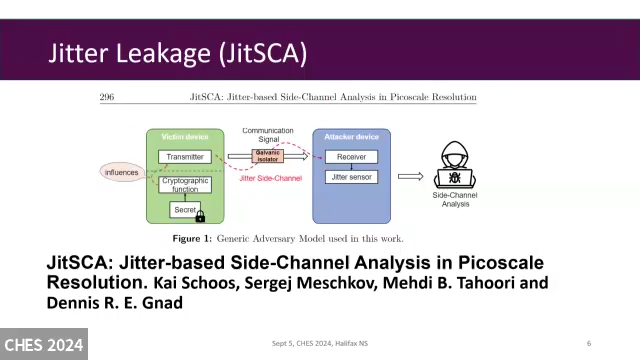 Jitter Leakage (JitSCA)
296 JitSCA: Jitter-based Side-Channel Analysis in Picoscale Resolution
Victim device
Communication
Signal
Attacker device
Transmitter
Galvanic
Isolator
Receiver
influences
Cryptographic
function
Jitter Side-Channel
Jitter sensor
Secret
Side-Channel
Analysis
Figure 1: Generic Adversary Model used in this work.
JitSCA: Jitter-based Side-Channel Analysis in Picoscale
Resolution. Kai Schoos, Sergej Meschkov, Mehdi B. Tahoori and
Dennis R. E. Gnad
CHES 2024
Sept 5, CHES 2024, Halifax NS
6